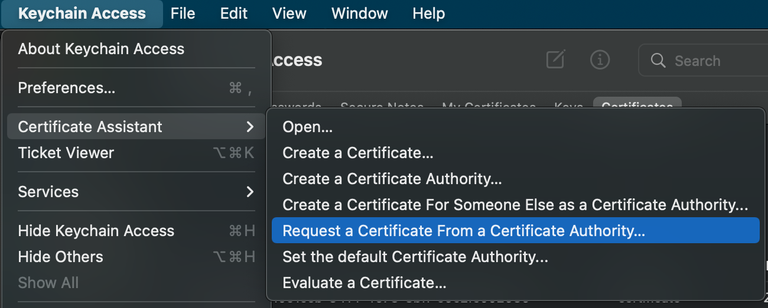 Keychain Access File Edit View Window Help
About Keychain Access
Preferences... ⌘ ,
Certificate Assistant
Ticket Viewer ⌥⌘K
Services
Hide Keychain Access ⌘H
Hide Others ⌥⌘H
Show All
Search
Secure Notes My Certificates Keys Certificates
Open...
Create a Certificate...
Create a Certificate Authority...
Create a Certificate For Someone Else as a Certificate Authority...
Request a Certificate From a Certificate Authority...
Set the default Certificate Authority...
Evaluate a Certificate...